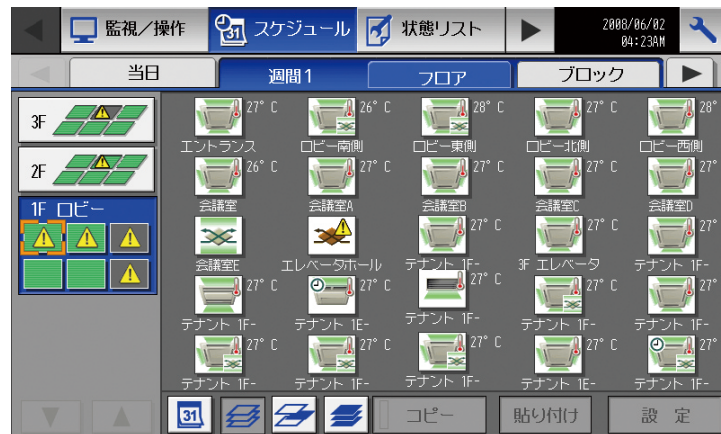 監視／操作 スケジュール 状態リスト 2008/06/02
04:23AM
当日 週間1 フロア ブロック
3F
2F
1F ロビー
27°C 26°C 28°C 27°C 28°
エントランス ロビー南側 ロビー東側 ロビー北側 ロビー西側
26°C 27°C 27°C 27°C 27°
会議室 会議室A 会議室B 会議室C 会議室D
27°C 27°C 27°
会議室E エレベータホール テナント 1F- 3F エレベータ テナント 1F-
27°C 27°C 27°C 27°C 27°
テナント 1F- テナント 1E- テナント 1F- テナント 1F- テナント 1F-
27°C 27°C 27°C 27°C 27°
テナント 1F- テナント 1F- テナント 1F- テナント 1E- テナント 1F-
31 コピー 貼り付け 設 定